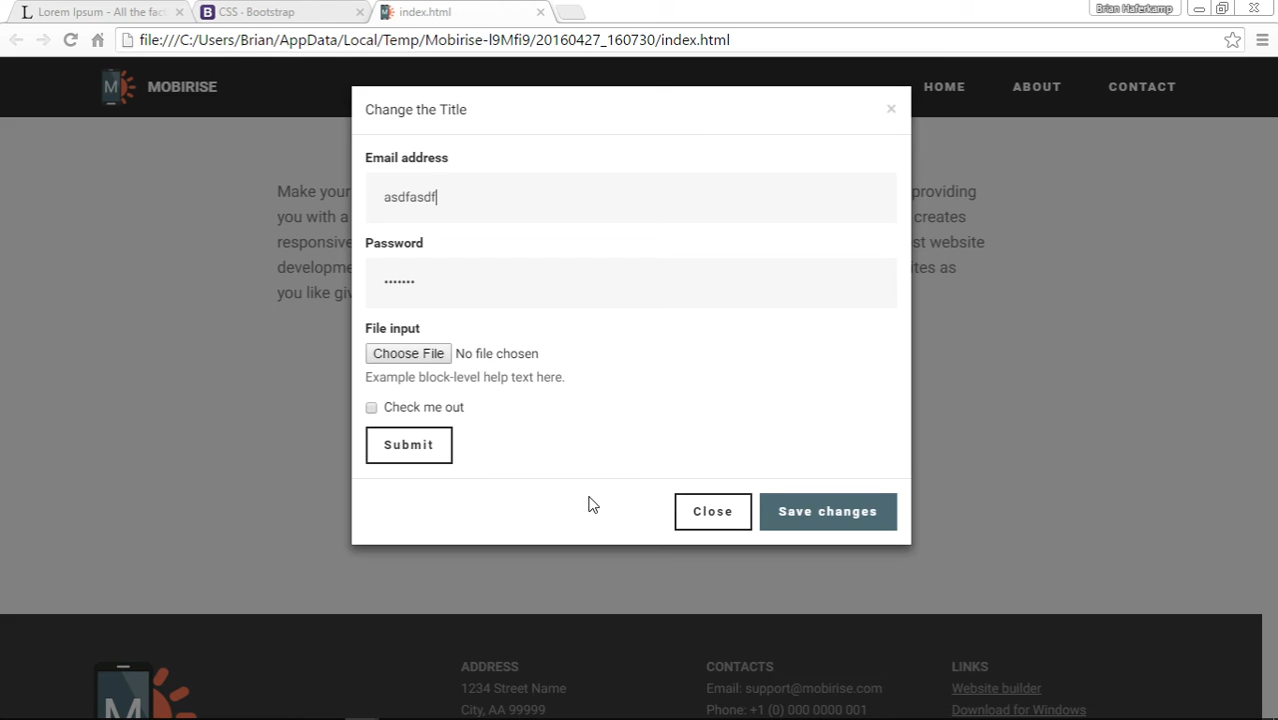 Lorem Ipsum - All the fac
CSS · Bootstrap
index.html
Brian Haferkamp
file:///C:/Users/Brian/AppData/Local/Temp/Mobirise-l9Mfi9/20160427_160730/index.html
M MOBIRISE
HOME ABOUT CONTACT
Change the Title ×
Email address
Make your
providing
asdfasdf
you with a
creates
responsive
st website
Password
developme
ites as
•••••••
you like giv
File input
Choose File No file chosen
Example block-level help text here.
Check me out
Submit
Close Save changes
M
ADDRESS
1234 Street Name
City, AA 99999
CONTACTS
Email: support@mobirise.com
Phone: +1 (0) 000 0000 001
LINKS
Website builder
Download for Windows